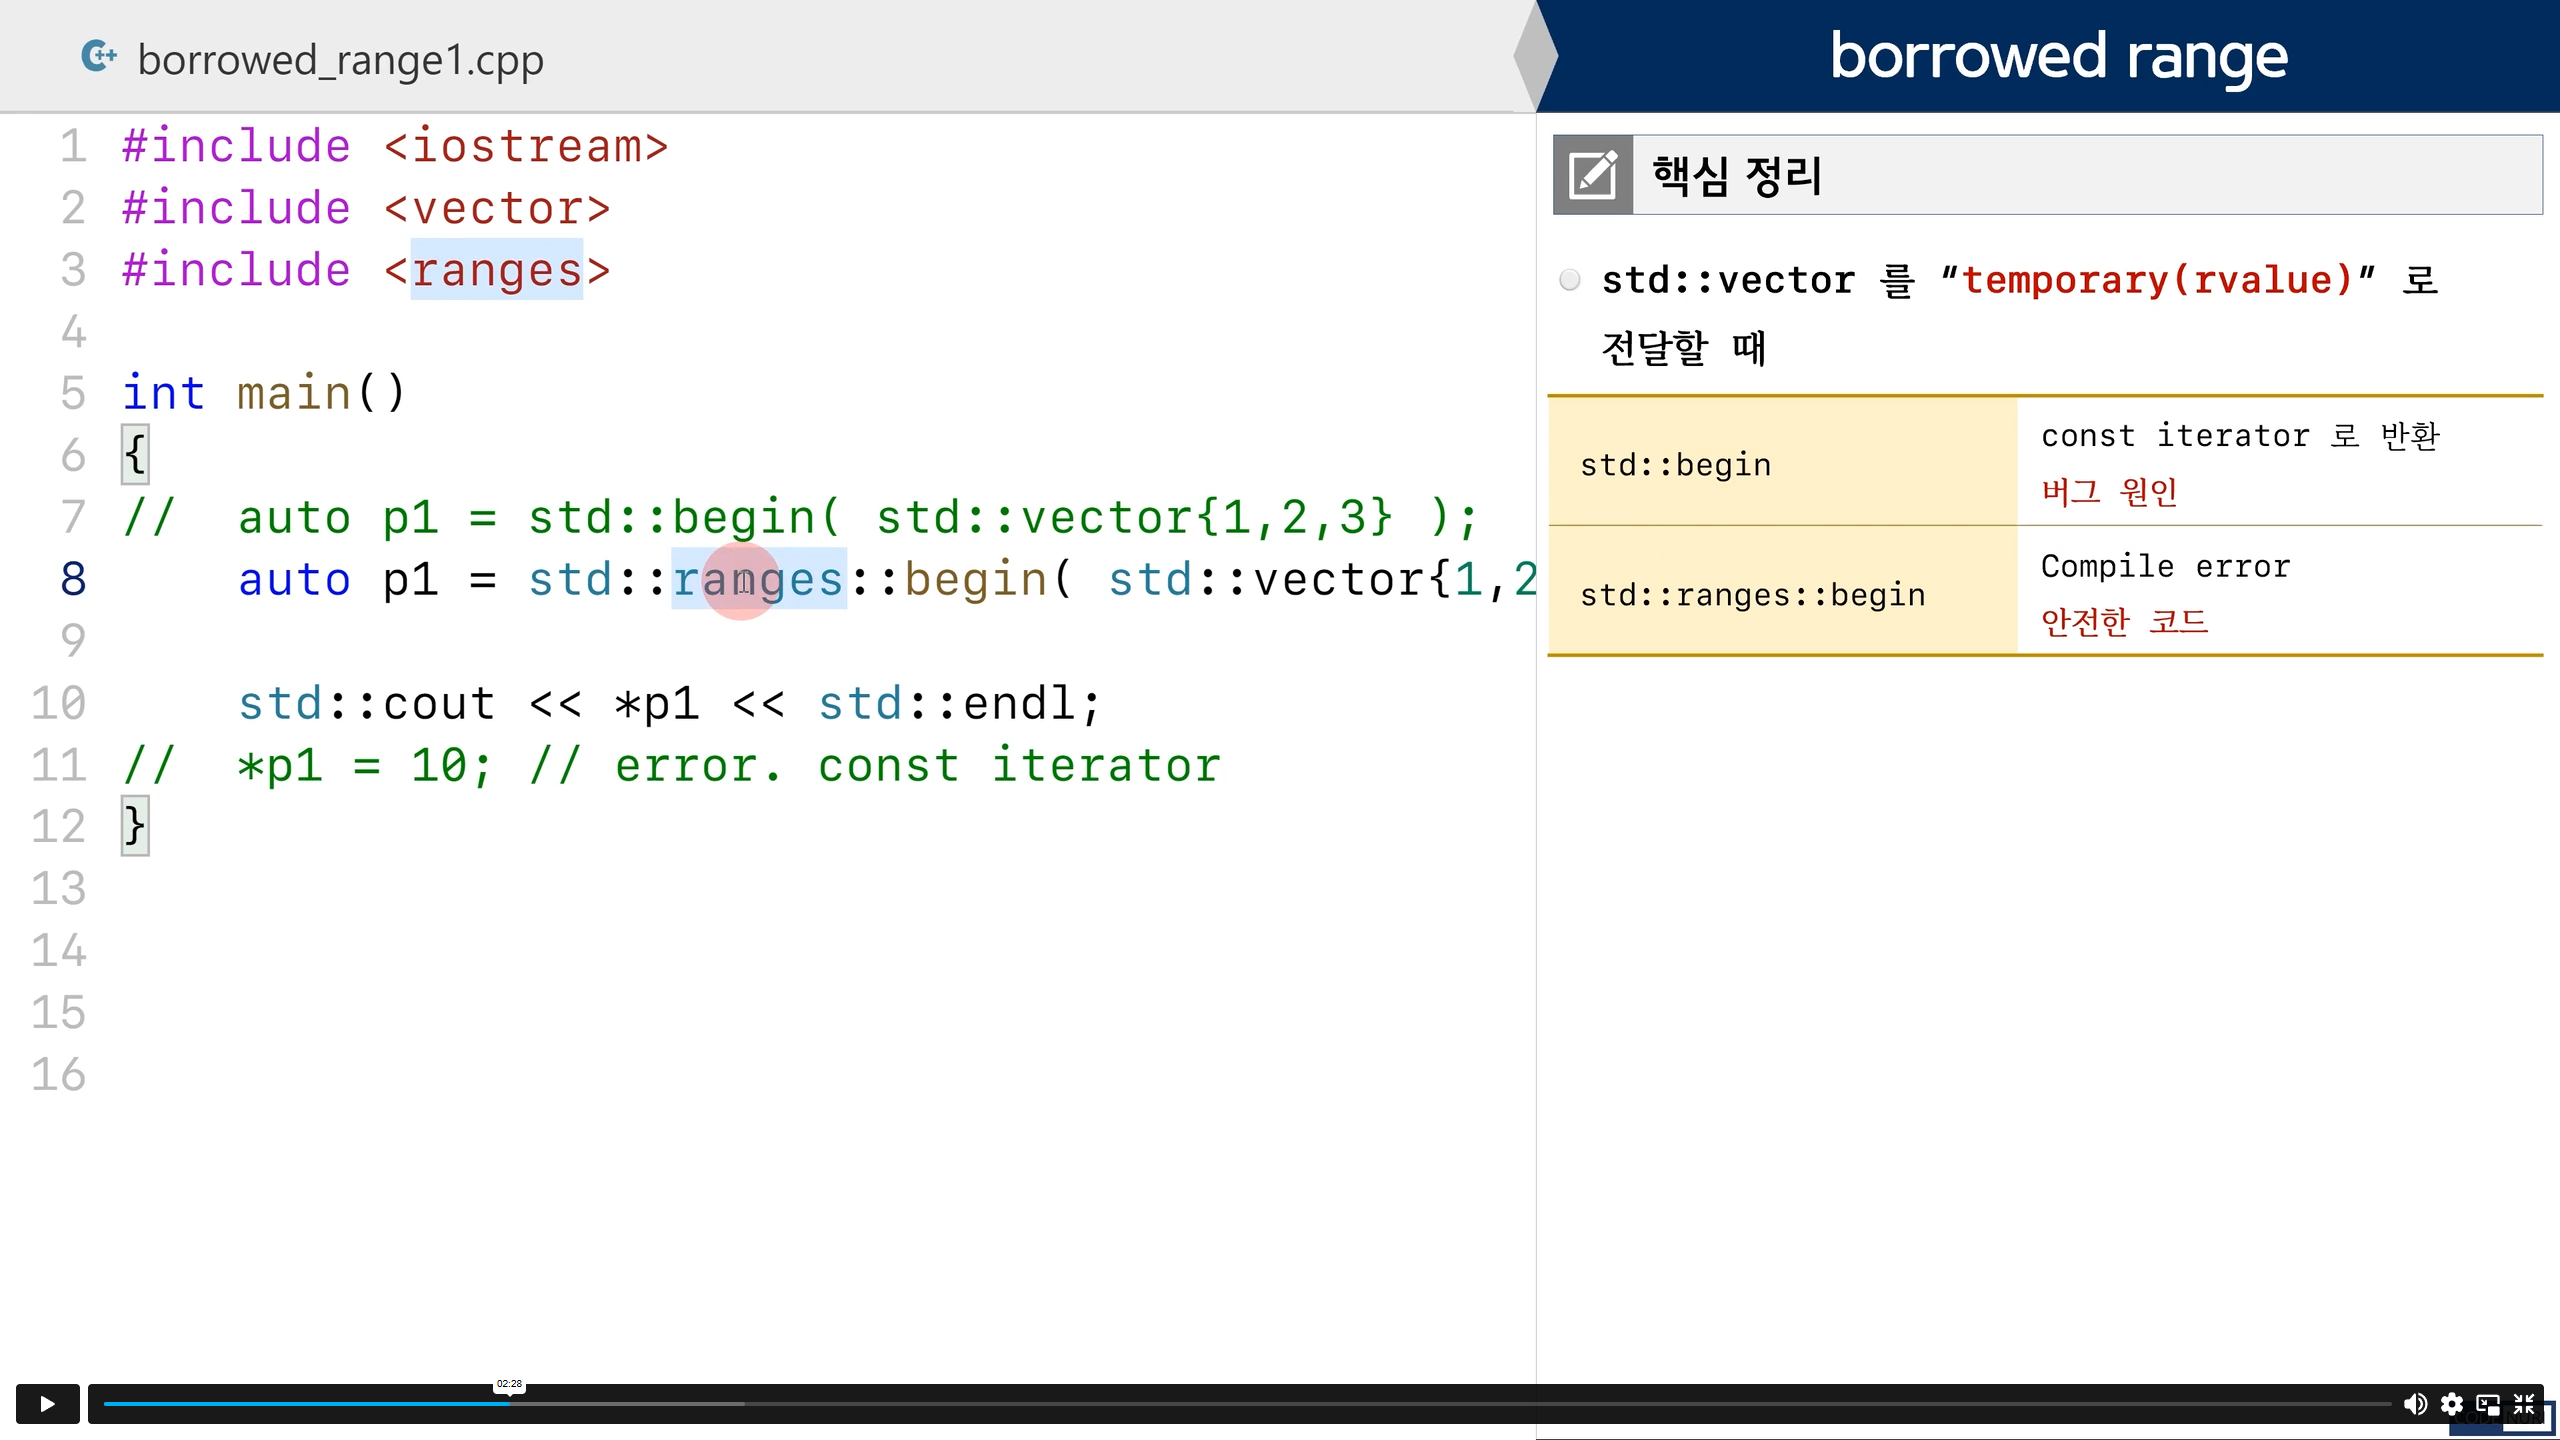 borrowed_range1.cpp
1 #include <iostream>
2 #include <vector>
3 #include <ranges>
4
5 int main()
6 {
7 //  auto p1 = std::begin( std::vector{1,2,3} );
8     auto p1 = std::ranges::begin( std::vector{1,2
9
10     std::cout << *p1 << std::endl;
11 //  *p1 = 10; // error. const iterator
12 }
13
14
15
16
borrowed range
핵심 정리
std::vector 를 “temporary(rvalue)” 로
전달할 때
std::begin
const iterator 로 반환
버그 원인
std::ranges::begin
Compile error
안전한 코드
02:28